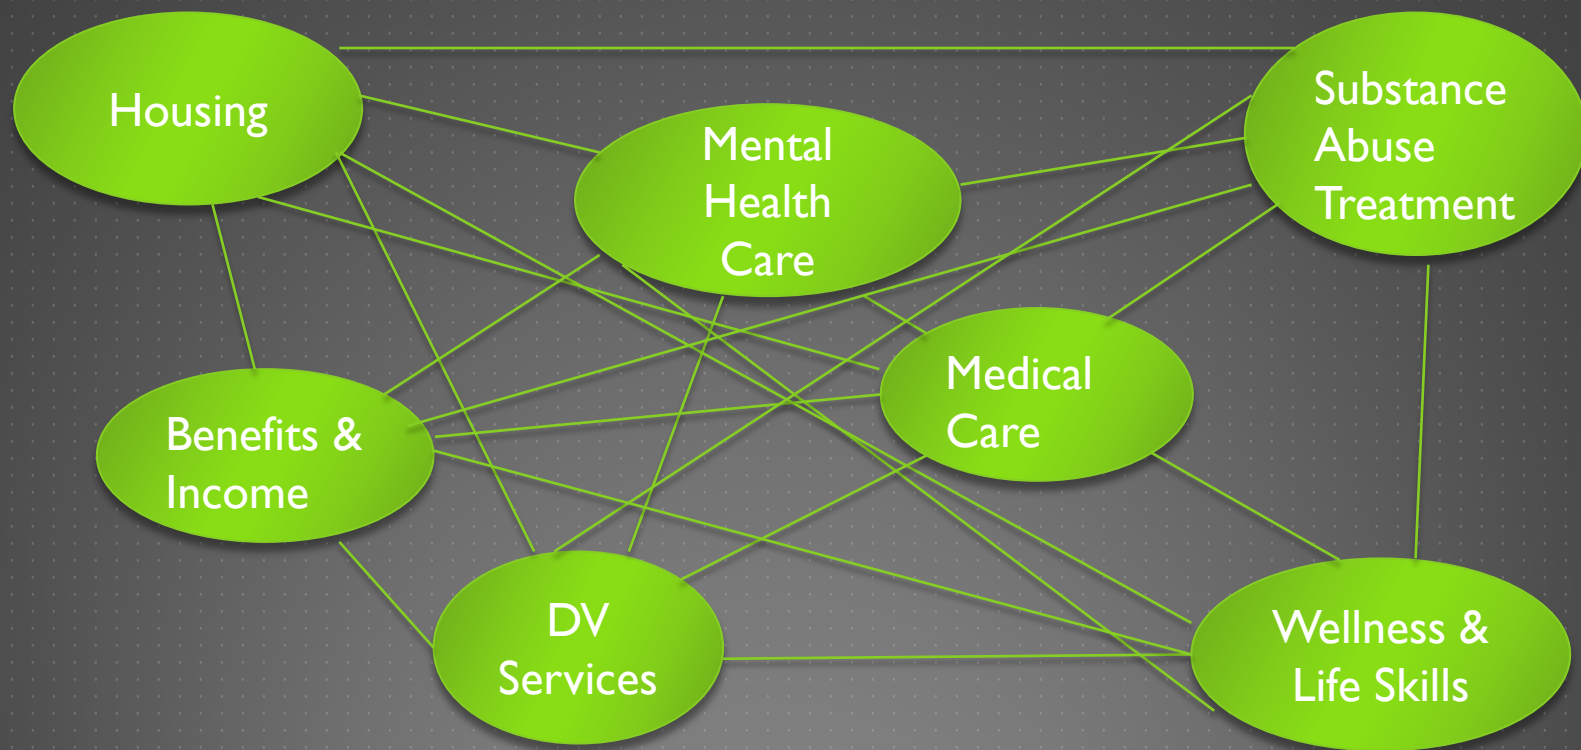 Housing
Mental
Health
Care
Substance
Abuse
Treatment
Benefits &
Income
Medical
Care
DV
Services
Wellness &
Life Skills